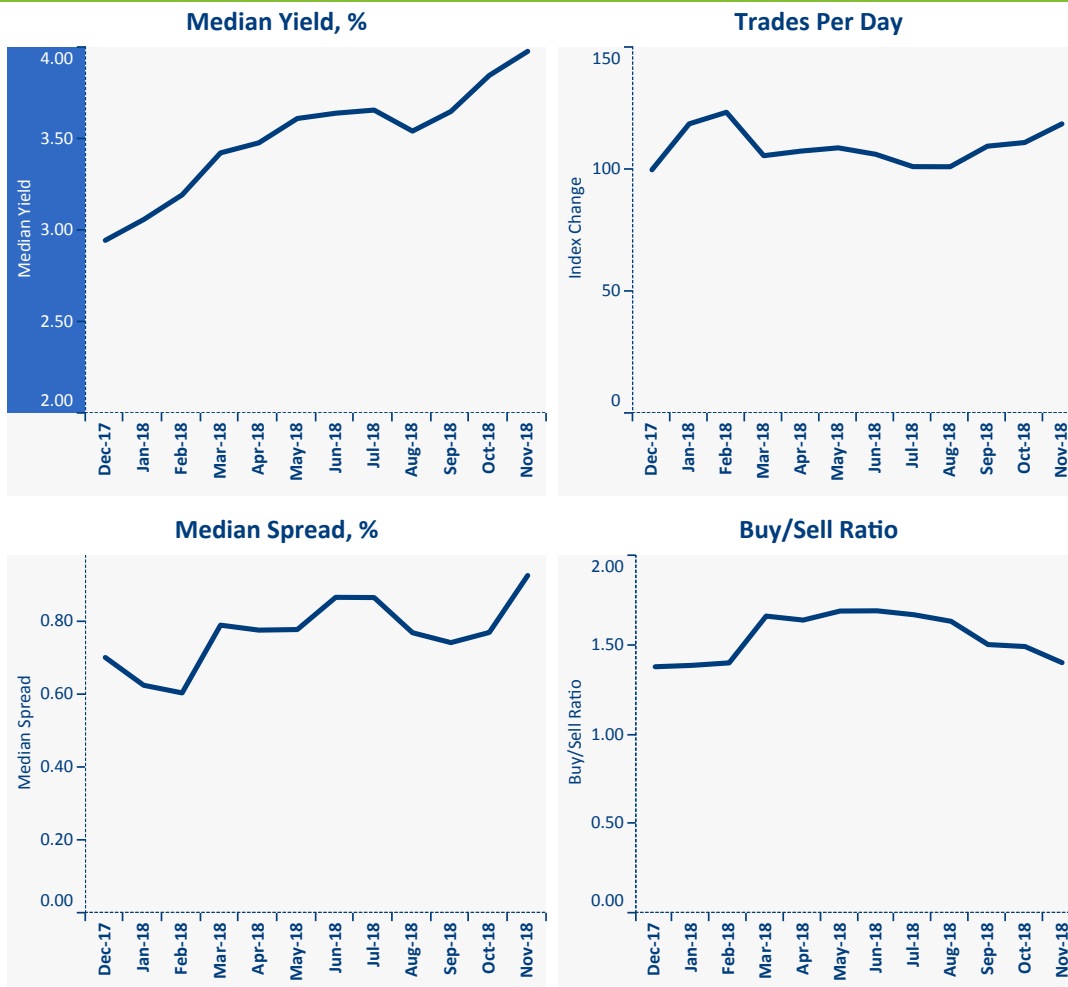 Median Yield, %
Median Yield
4.00
3.50
3.00
2.50
2.00
Dec-17
Jan-18
Feb-18
Mar-18
Apr-18
May-18
Jun-18
Jul-18
Aug-18
Sep-18
Oct-18
Nov-18
Trades Per Day
Index Change
150
100
50
0
Dec-17
Jan-18
Feb-18
Mar-18
Apr-18
May-18
Jun-18
Jul-18
Aug-18
Sep-18
Oct-18
Nov-18
Median Spread, %
Median Spread
0.80
0.60
0.40
0.20
0.00
Dec-17
Jan-18
Feb-18
Mar-18
Apr-18
May-18
Jun-18
Jul-18
Aug-18
Sep-18
Oct-18
Nov-18
Buy/Sell Ratio
Buy/Sell Ratio
2.00
1.50
1.00
0.50
0.00
Dec-17
Jan-18
Feb-18
Mar-18
Apr-18
May-18
Jun-18
Jul-18
Aug-18
Sep-18
Oct-18
Nov-18